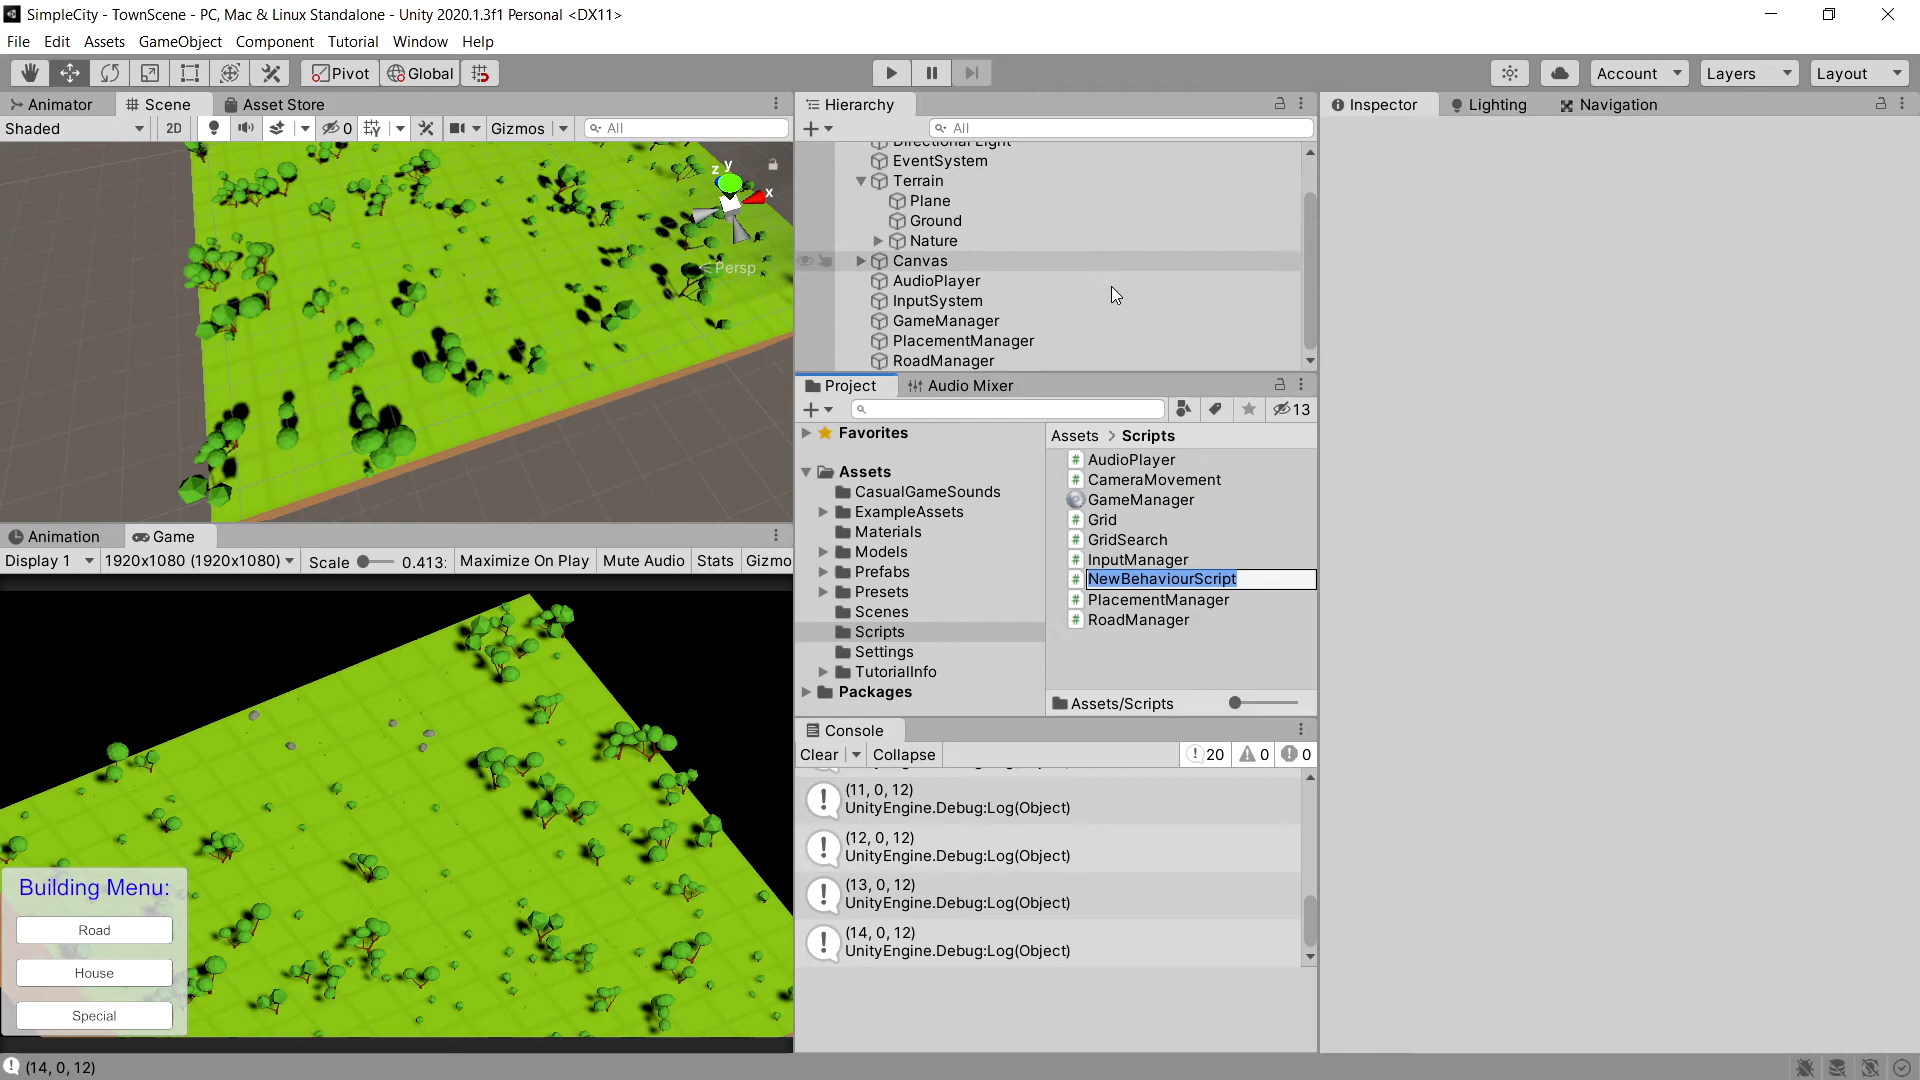 SimpleCity - TownScene - PC, Mac & Linux Standalone - Unity 2020.1.3f1 Personal <DX11>
File Edit Assets GameObject Component Tutorial Window Help
Pivot Global Account Layers Layout
Animator Scene Asset Store
Shaded 2D 0 Gizmos All
y
z
x
< Persp
Hierarchy
All
Directional Light
EventSystem
Terrain
Plane
Ground
Nature
Canvas
AudioPlayer
InputSystem
GameManager
PlacementManager
RoadManager
Inspector Lighting Navigation
Project Audio Mixer
13
Favorites
Assets
CasualGameSounds
ExampleAssets
Materials
Models
Prefabs
Presets
Scenes
Scripts
Settings
TutorialInfo
Packages
Assets > Scripts
AudioPlayer
CameraMovement
GameManager
Grid
GridSearch
InputManager
NewBehaviourScript
PlacementManager
RoadManager
Assets/Scripts
Animation Game
Display 1 1920x1080 (1920x1080) Scale 0.413: Maximize On Play Mute Audio Stats Gizmo
Building Menu:
Road
House
Special
Console
Clear Collapse 20 0 0
(11, 0, 12)
UnityEngine.Debug:Log(Object)
(12, 0, 12)
UnityEngine.Debug:Log(Object)
(13, 0, 12)
UnityEngine.Debug:Log(Object)
(14, 0, 12)
UnityEngine.Debug:Log(Object)
(14, 0, 12)